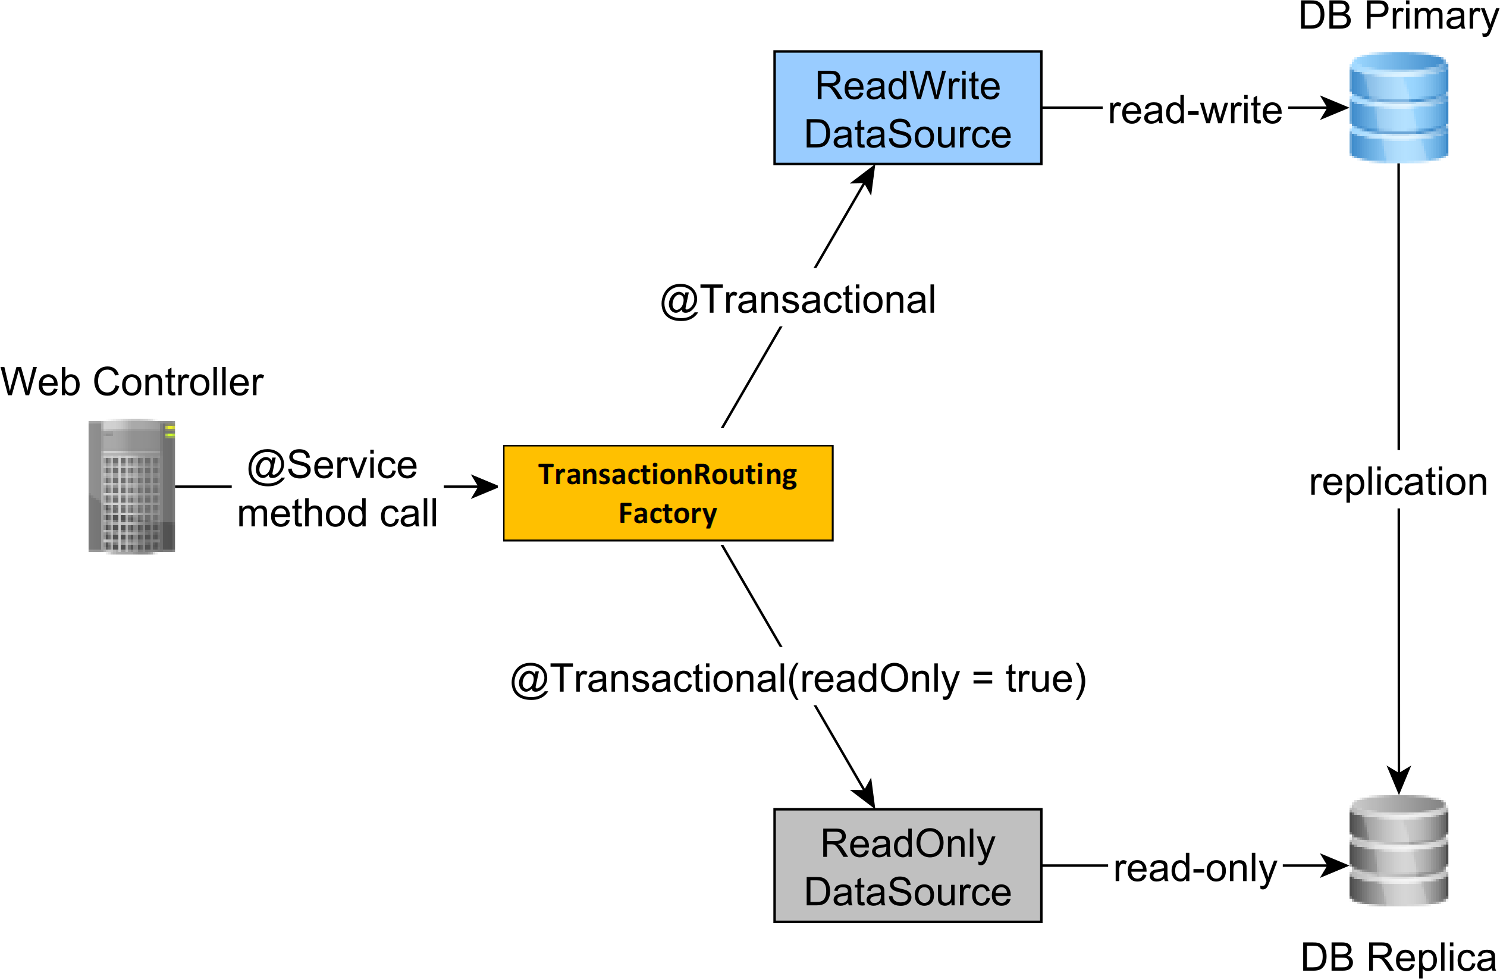 DB Primary
ReadWrite
DataSource
read-write
@Transactional
Web Controller
@Service
method call
TransactionRouting
Factory
replication
@Transactional(readOnly = true)
ReadOnly
DataSource
read-only
DB Replica